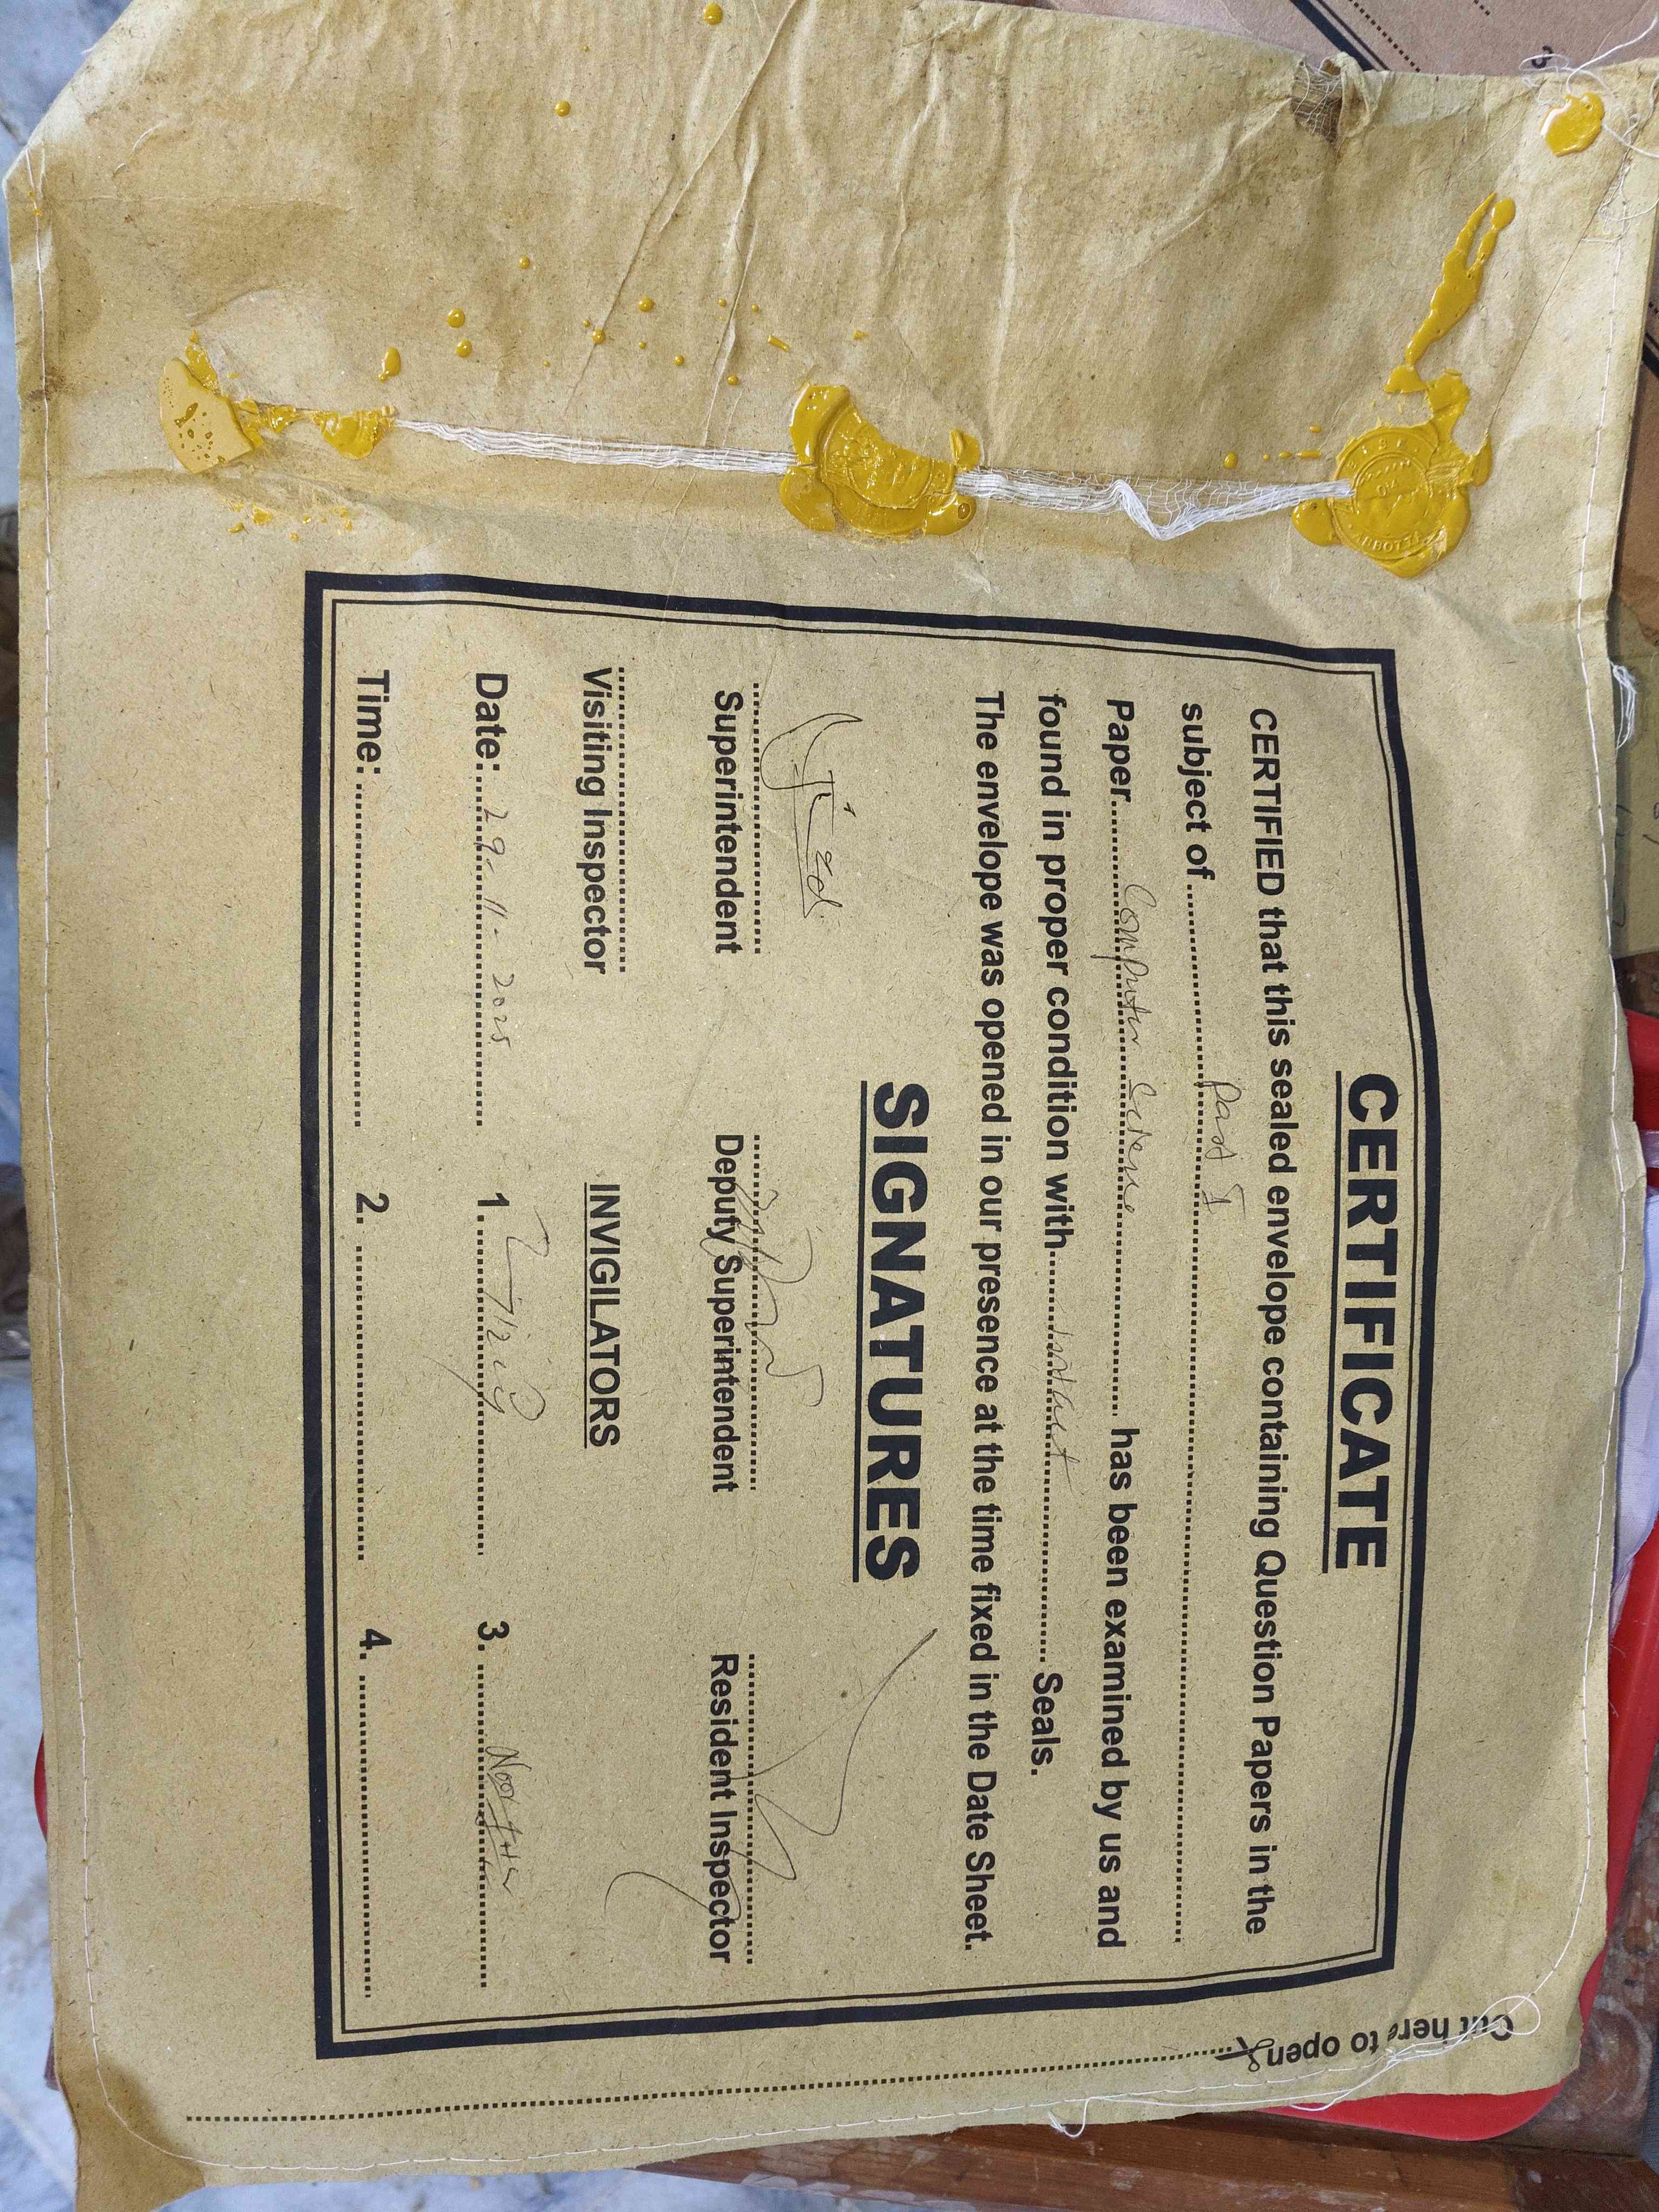 CERTIFICATE
CERTIFIED that this sealed envelope containing Question Papers in the
subject of .......... Part I ..........
Paper.......... Computer Science .......... has been examined by us and
found in proper condition with.......... intact .......... Seals.
The envelope was opened in our presence at the time fixed in the Date Sheet.
SIGNATURES
Superintendent Deputy Superintendent Resident Inspector
Visiting Inspector INVIGILATORS
Date: 29-11-2025 1. .......... 3. ..........
Time: .......... 2. .......... 4. ..........
Cut here to open
ABBOTT
3